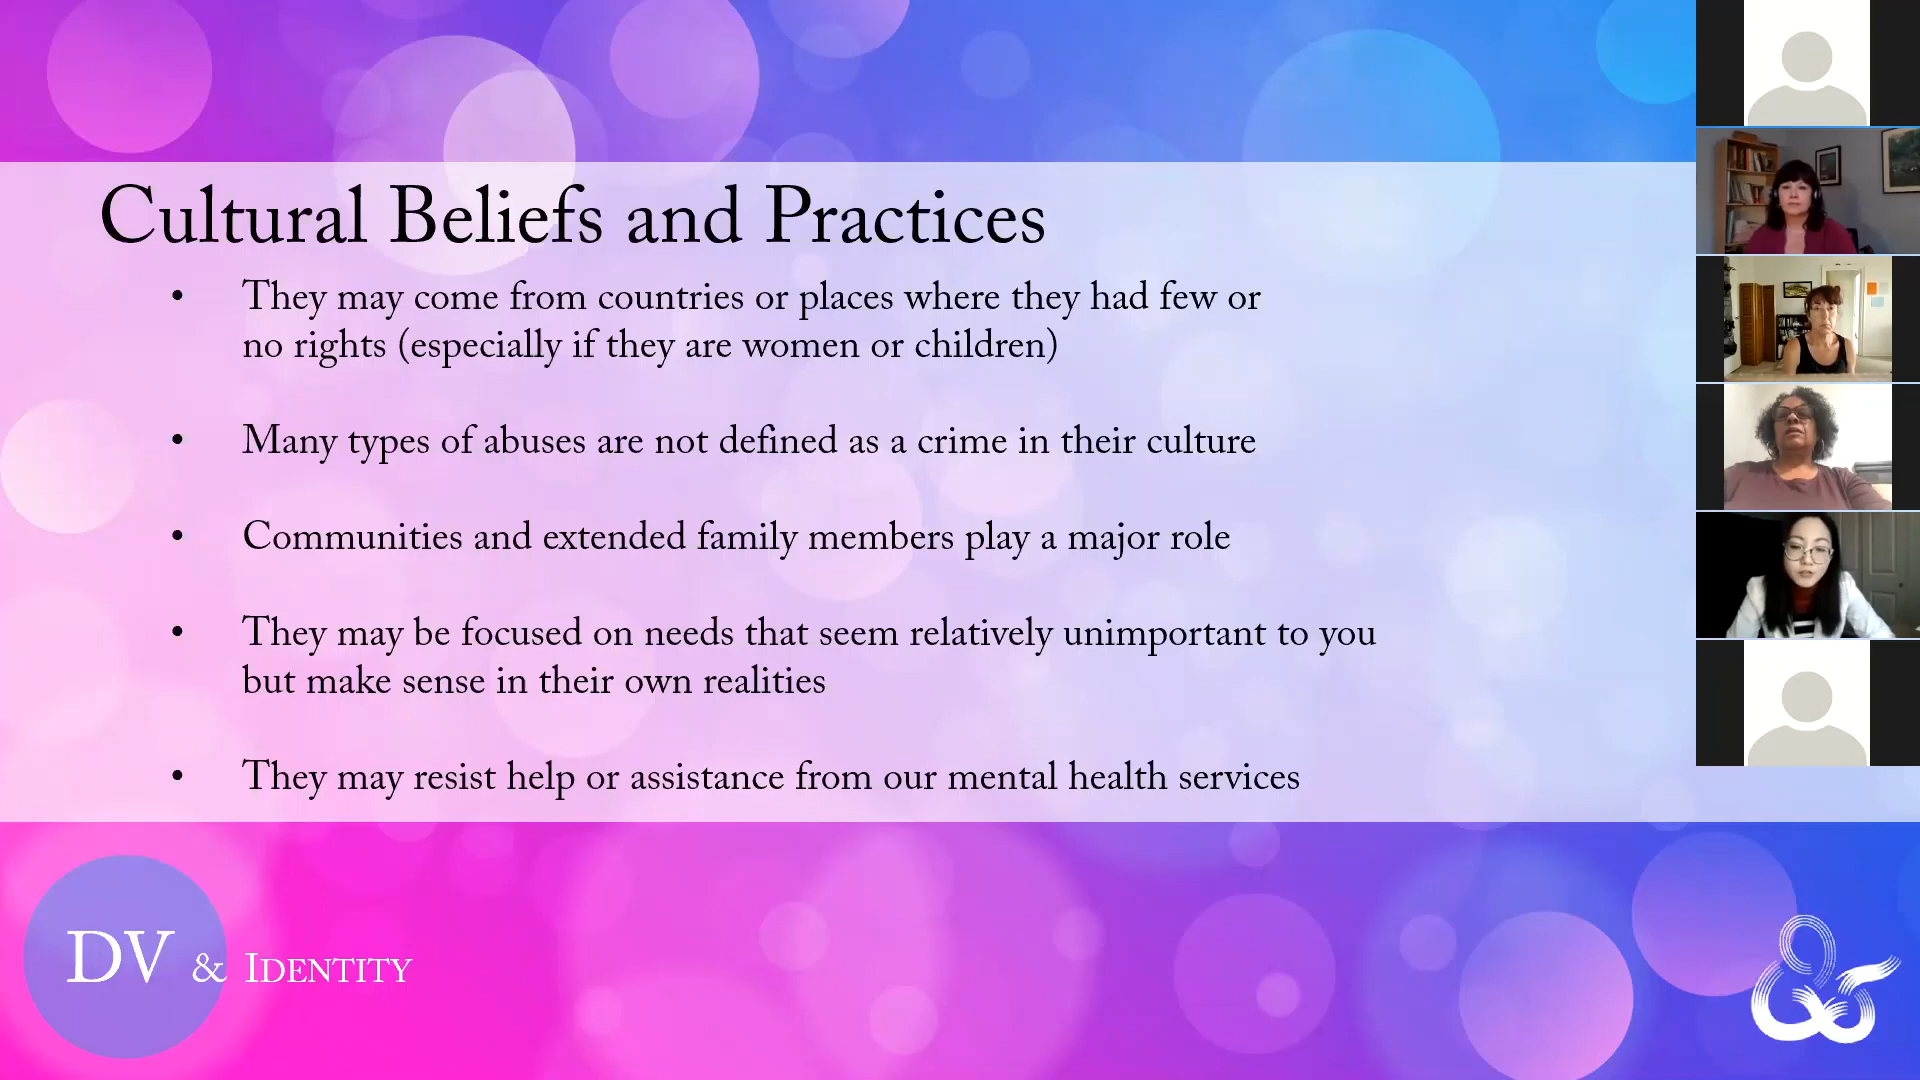 Cultural Beliefs and Practices
• They may come from countries or places where they had few or
no rights (especially if they are women or children)
• Many types of abuses are not defined as a crime in their culture
• Communities and extended family members play a major role
• They may be focused on needs that seem relatively unimportant to you
but make sense in their own realities
• They may resist help or assistance from our mental health services
DV & IDENTITY